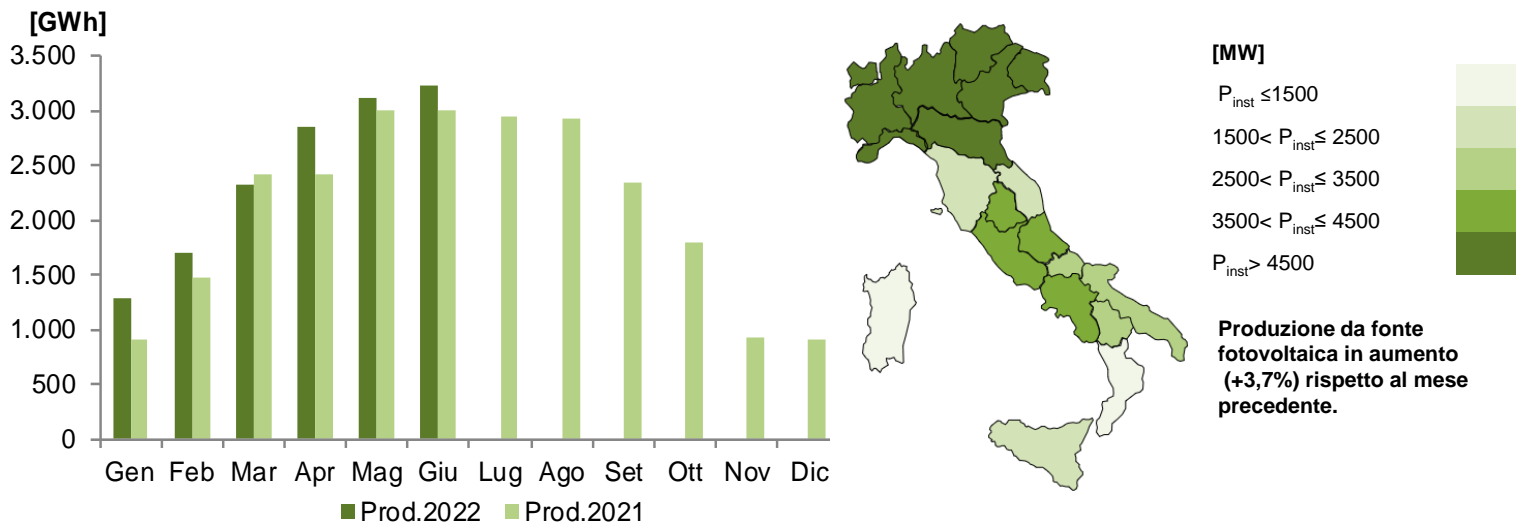 [GWh]
3.500
3.000
2.500
2.000
1.500
1.000
500
0
Gen Feb Mar Apr Mag Giu Lug Ago Set Ott Nov Dic
Prod.2022 Prod.2021
[MW]
Pinst ≤1500
1500< Pinst≤ 2500
2500< Pinst≤ 3500
3500< Pinst≤ 4500
Pinst> 4500
Produzione da fonte
fotovoltaica in aumento
(+3,7%) rispetto al mese
precedente.